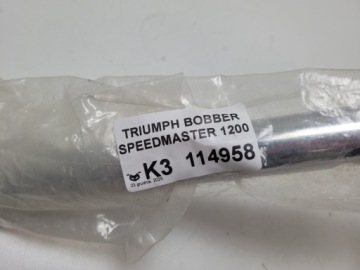 TRIUMPH BOBBER
SPEEDMASTER 1200
K3 114958